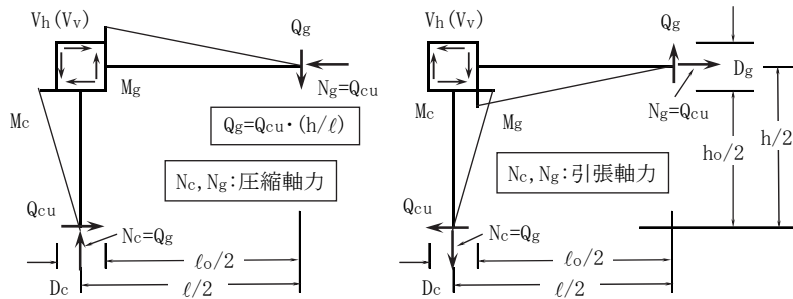 Vh(Vv)
Qg
Ng=Qcu
Mg
Mc
Qg=Qcu・(h/ℓ)
Nc,Ng:圧縮軸力
Qcu
Nc=Qg
ℓo/2
Dc
ℓ/2
Vh(Vv)
Qg
Dg
Ng=Qcu
Mc
Mg
ho/2
h/2
Nc,Ng:引張軸力
Qcu
Nc=Qg
ℓo/2
Dc
ℓ/2